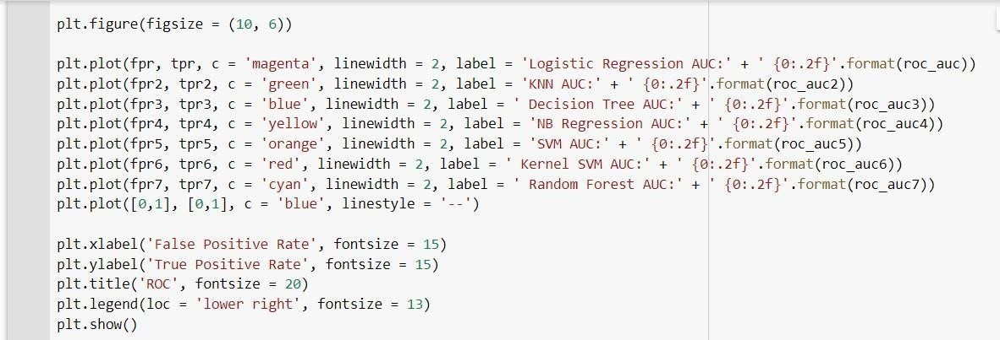 plt.figure(figsize = (10, 6))
plt.plot(fpr, tpr, c = 'magenta', linewidth = 2, label = 'Logistic Regression AUC:' + ' {0:.2f}'.format(roc_auc))
plt.plot(fpr2, tpr2, c = 'green', linewidth = 2, label = 'KNN AUC:' + ' {0:.2f}'.format(roc_auc2))
plt.plot(fpr3, tpr3, c = 'blue', linewidth = 2, label = ' Decision Tree AUC:' + ' {0:.2f}'.format(roc_auc3))
plt.plot(fpr4, tpr4, c = 'yellow', linewidth = 2, label = 'NB Regression AUC:' + ' {0:.2f}'.format(roc_auc4))
plt.plot(fpr5, tpr5, c = 'orange', linewidth = 2, label = 'SVM AUC:' + ' {0:.2f}'.format(roc_auc5))
plt.plot(fpr6, tpr6, c = 'red', linewidth = 2, label = ' Kernel SVM AUC:' + ' {0:.2f}'.format(roc_auc6))
plt.plot(fpr7, tpr7, c = 'cyan', linewidth = 2, label = ' Random Forest AUC:' + ' {0:.2f}'.format(roc_auc7))
plt.plot([0,1], [0,1], c = 'blue', linestyle = '--')
plt.xlabel('False Positive Rate', fontsize = 15)
plt.ylabel('True Positive Rate', fontsize = 15)
plt.title('ROC', fontsize = 20)
plt.legend(loc = 'lower right', fontsize = 13)
plt.show()